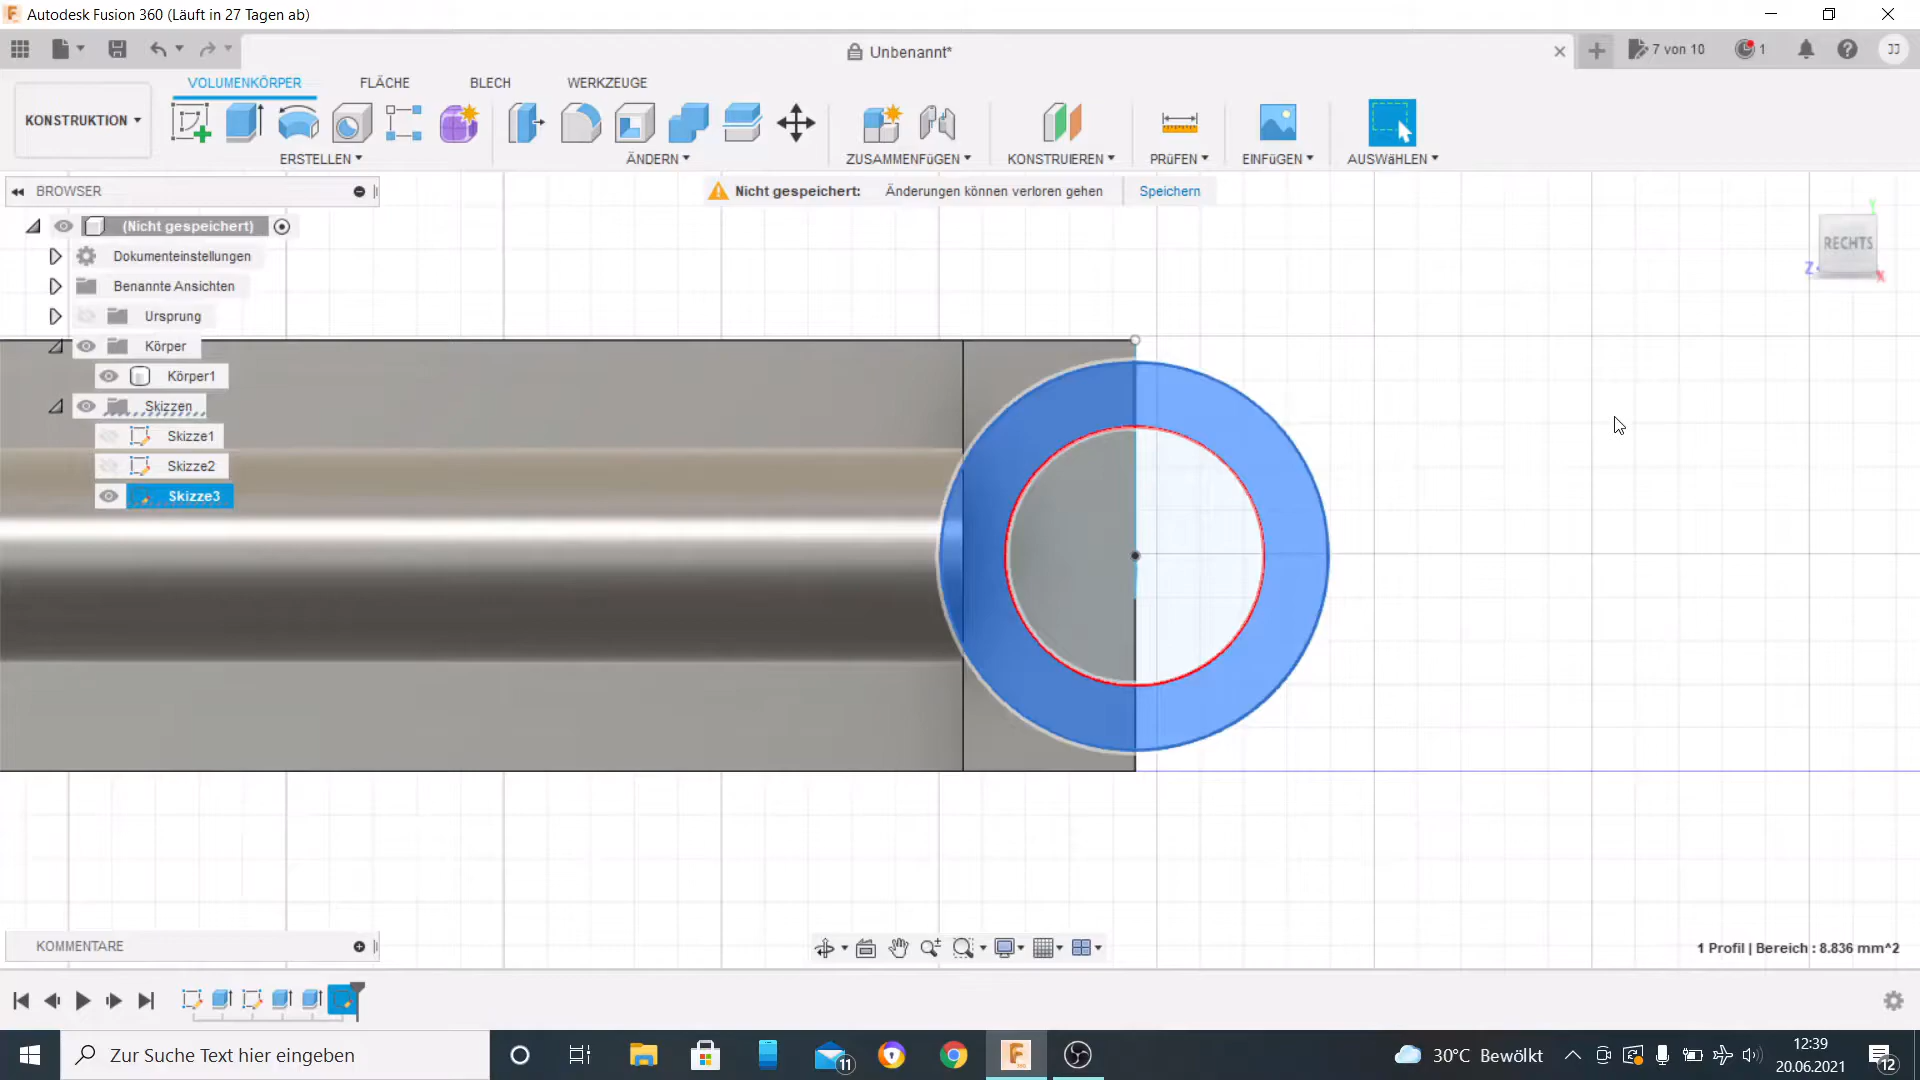 Autodesk Fusion 360 (Läuft in 27 Tagen ab)
Unbenannt*
7 von 10
1
JJ
KONSTRUKTION
VOLUMENKÖRPER
FLÄCHE
BLECH
WERKZEUGE
ERSTELLEN
ÄNDERN
ZUSAMMENFüGEN
KONSTRUIEREN
PRüFEN
EINFüGEN
AUSWäHLEN
BROWSER
Nicht gespeichert:
Änderungen können verloren gehen
Speichern
(Nicht gespeichert)
Dokumenteinstellungen
Benannte Ansichten
Ursprung
Körper
Körper1
Skizzen
Skizze1
Skizze2
Skizze3
Y
RECHTS
Z
X
KOMMENTARE
1 Profil | Bereich : 8.836 mm^2
Zur Suche Text hier eingeben
11
30°C Bewölkt
12:39
20.06.2021
12